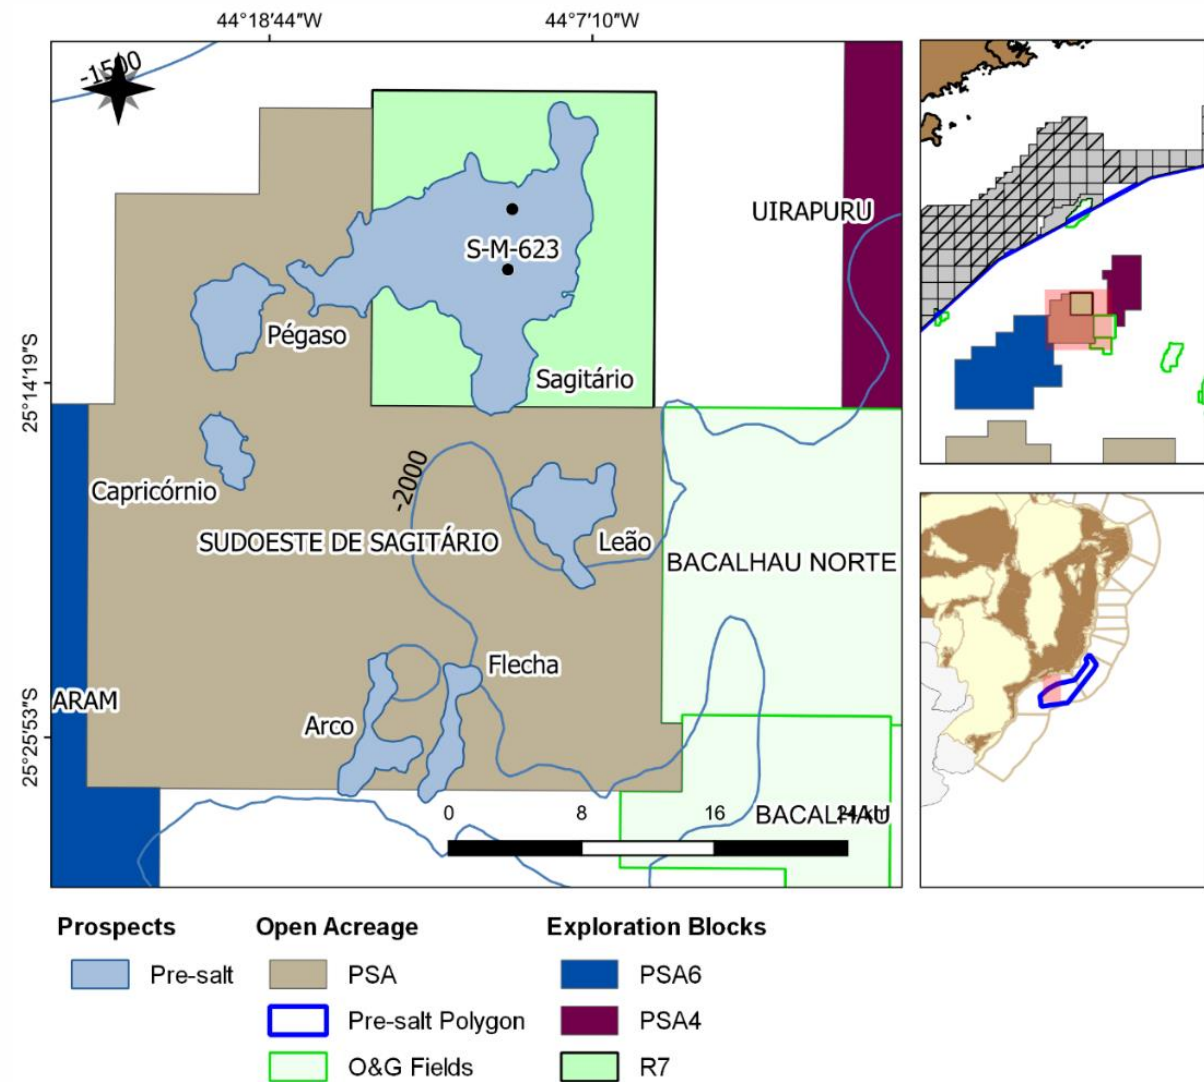 44°18′44″W 44°7′10″W
-1500
UIRAPURU
S-M-623
Pégaso
25°14′19″S
Sagitário
Capricórnio
-2000
SUDOESTE DE SAGITÁRIO
Leão
BACALHAU NORTE
Flecha
ARAM
Arco
25°25′53″S
0 8 16 24 km
BACALHAU
Prospects Open Acreage Exploration Blocks
Pre-salt PSA PSA6
Pre-salt Polygon PSA4
O&G Fields R7